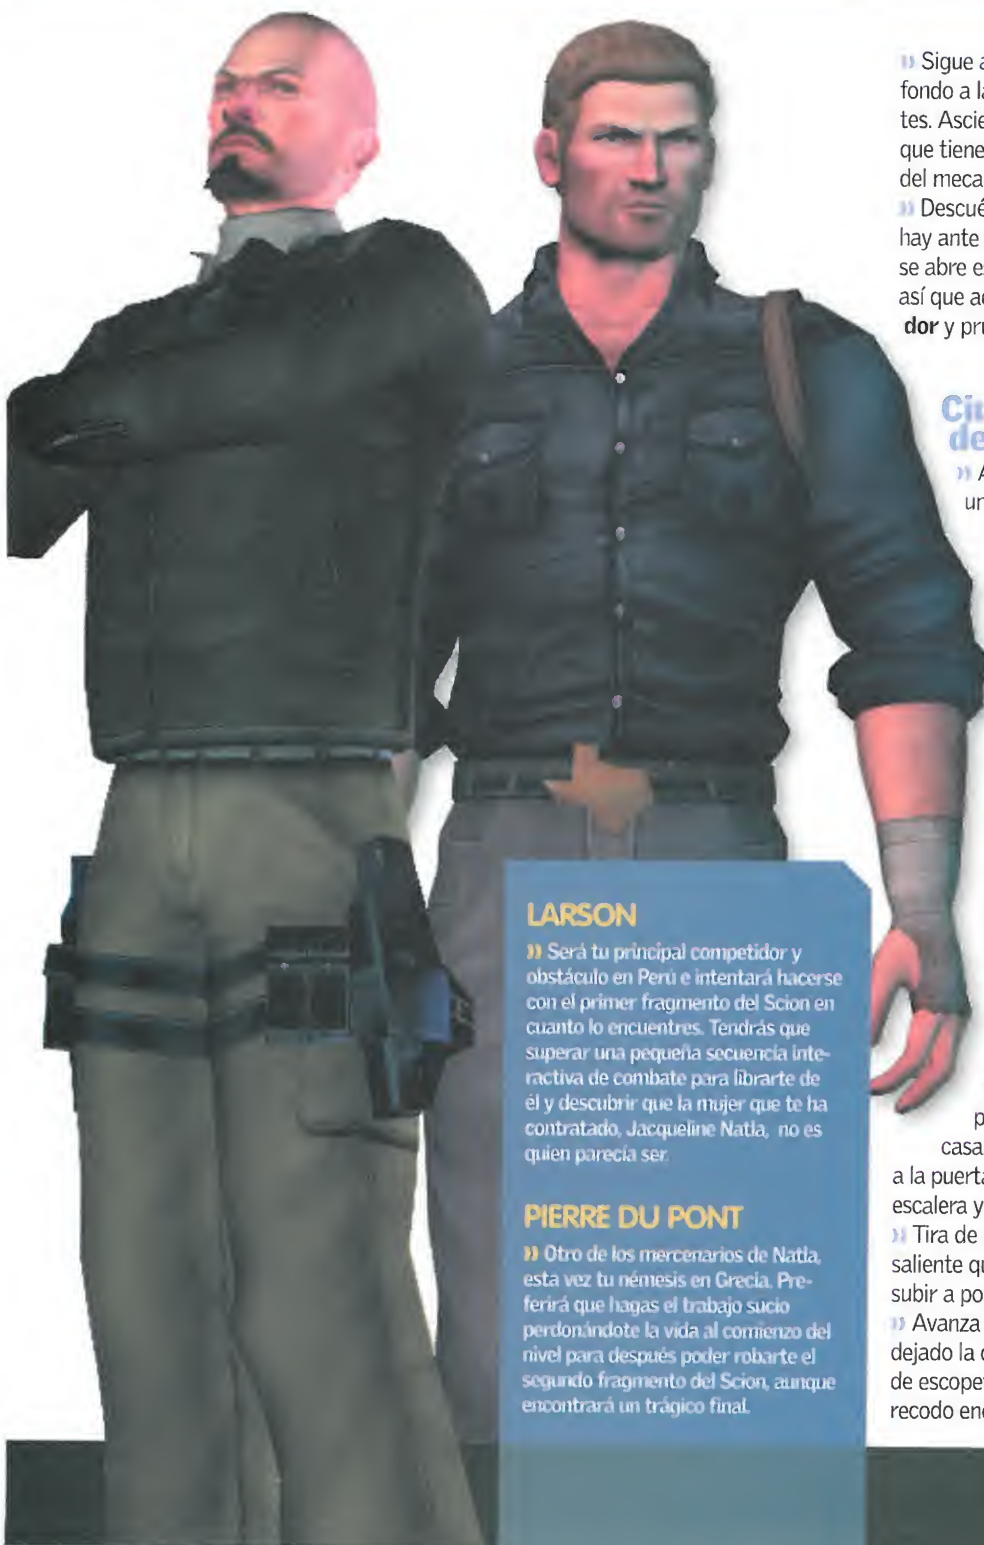 » Sigue a
fondo a la
tes. Ascie
que tiene
del meca
» Descué
hay ante
se abre e
así que a
dor y pru
Ci
de
» A
un
LARSON
» Será tu principal competidor y
obstáculo en Perú e intentará hacerse
con el primer fragmento del Scion en
cuanto lo encuentres. Tendrás que
superar una pequeña secuencia inte-
ractiva de combate para librarte de
él y descubrir que la mujer que te ha
contratado, Jacqueline Natla, no es
quien parecía ser.
PIERRE DU PONT
» Otro de los mercenarios de Natla,
esta vez tu némesis en Grecia. Pre-
ferirá que hagas el trabajo sucio
perdonándote la vida al comienzo del
nivel para después poder robarte el
segundo fragmento del Scion, aunque
encontrará un trágico final.
p
casa
a la puerta
escalera y
» Tira de
saliente qu
subir a po
» Avanza
dejado la
de escope
recodo en